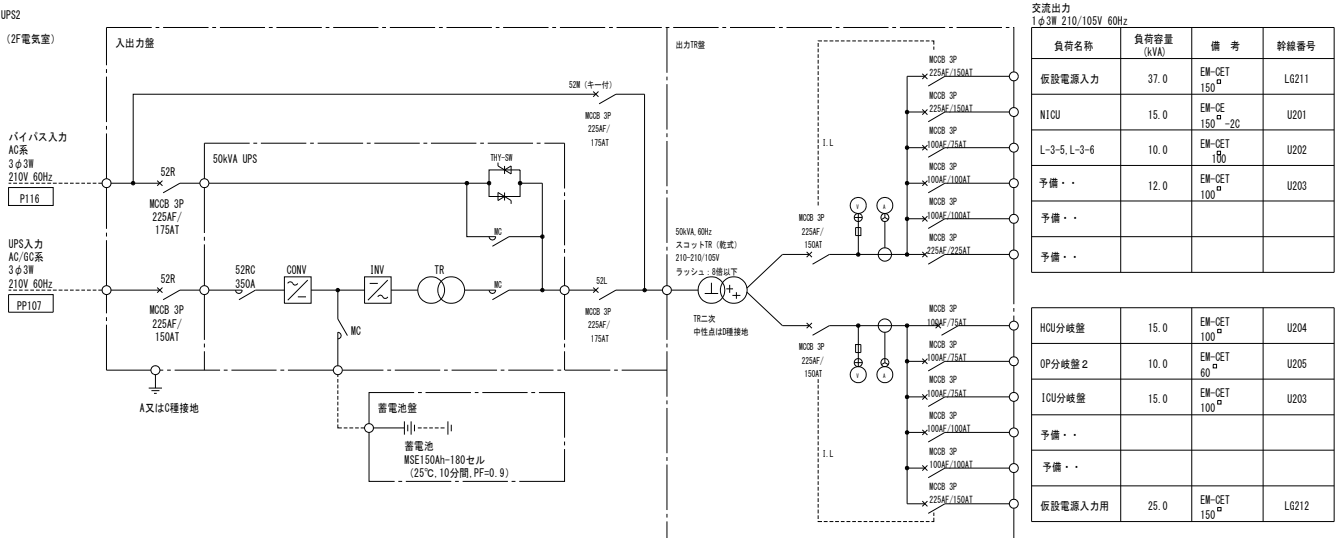 UPS2
(2F電気室)
入出力盤
出力TR盤
バイパス入力
AC系
3φ3W
210V 60Hz
P116
52R
MCCB 3P
225AF/
175AT
50kVA UPS
THY-SW
MC
52M (キー付)
MCCB 3P
225AF/
175AT
UPS入力
AC/GC系
3φ3W
210V 60Hz
PP107
52R
MCCB 3P
225AF/
150AT
52RC
350A
CONV
INV
TR
MC
MC
52L
MCCB 3P
225AF/
175AT
A又はC種接地
蓄電池盤
蓄電池
MSE150Ah-180セル
(25℃,10分間,PF=0.9)
50kVA,60Hz
スコットTR (乾式)
210-210/105V
ラッシュ:8倍以下
TR二次
中性点はD種接地
I.L
MCCB 3P
225AF/
150AT
V
A
MCCB 3P
225AF/150AT
MCCB 3P
225AF/150AT
MCCB 3P
100AF/75AT
MCCB 3P
100AF/100AT
MCCB 3P
100AF/100AT
MCCB 3P
225AF/225AT
MCCB 3P
225AF/
150AT
V
A
I.L
MCCB 3P
100AF/75AT
MCCB 3P
100AF/75AT
MCCB 3P
100AF/75AT
MCCB 3P
100AF/100AT
MCCB 3P
100AF/100AT
MCCB 3P
225AF/150AT
交流出力
1φ3W 210/105V 60Hz
負荷名称 負荷容量 (kVA) 備 考 幹線番号
仮設電源入力 37.0 EM-CET 150□ LG211
NICU 15.0 EM-CE 150□-2C U201
L-3-5,L-3-6 10.0 EM-CET 100□ U202
予備・・ 12.0 EM-CET 100□ U203
予備・・
予備・・
HCU分岐盤 15.0 EM-CET 100□ U204
OP分岐盤2 10.0 EM-CET 60□ U205
ICU分岐盤 15.0 EM-CET 100□ U203
予備・・
予備・・
仮設電源入力用 25.0 EM-CET 150□ LG212